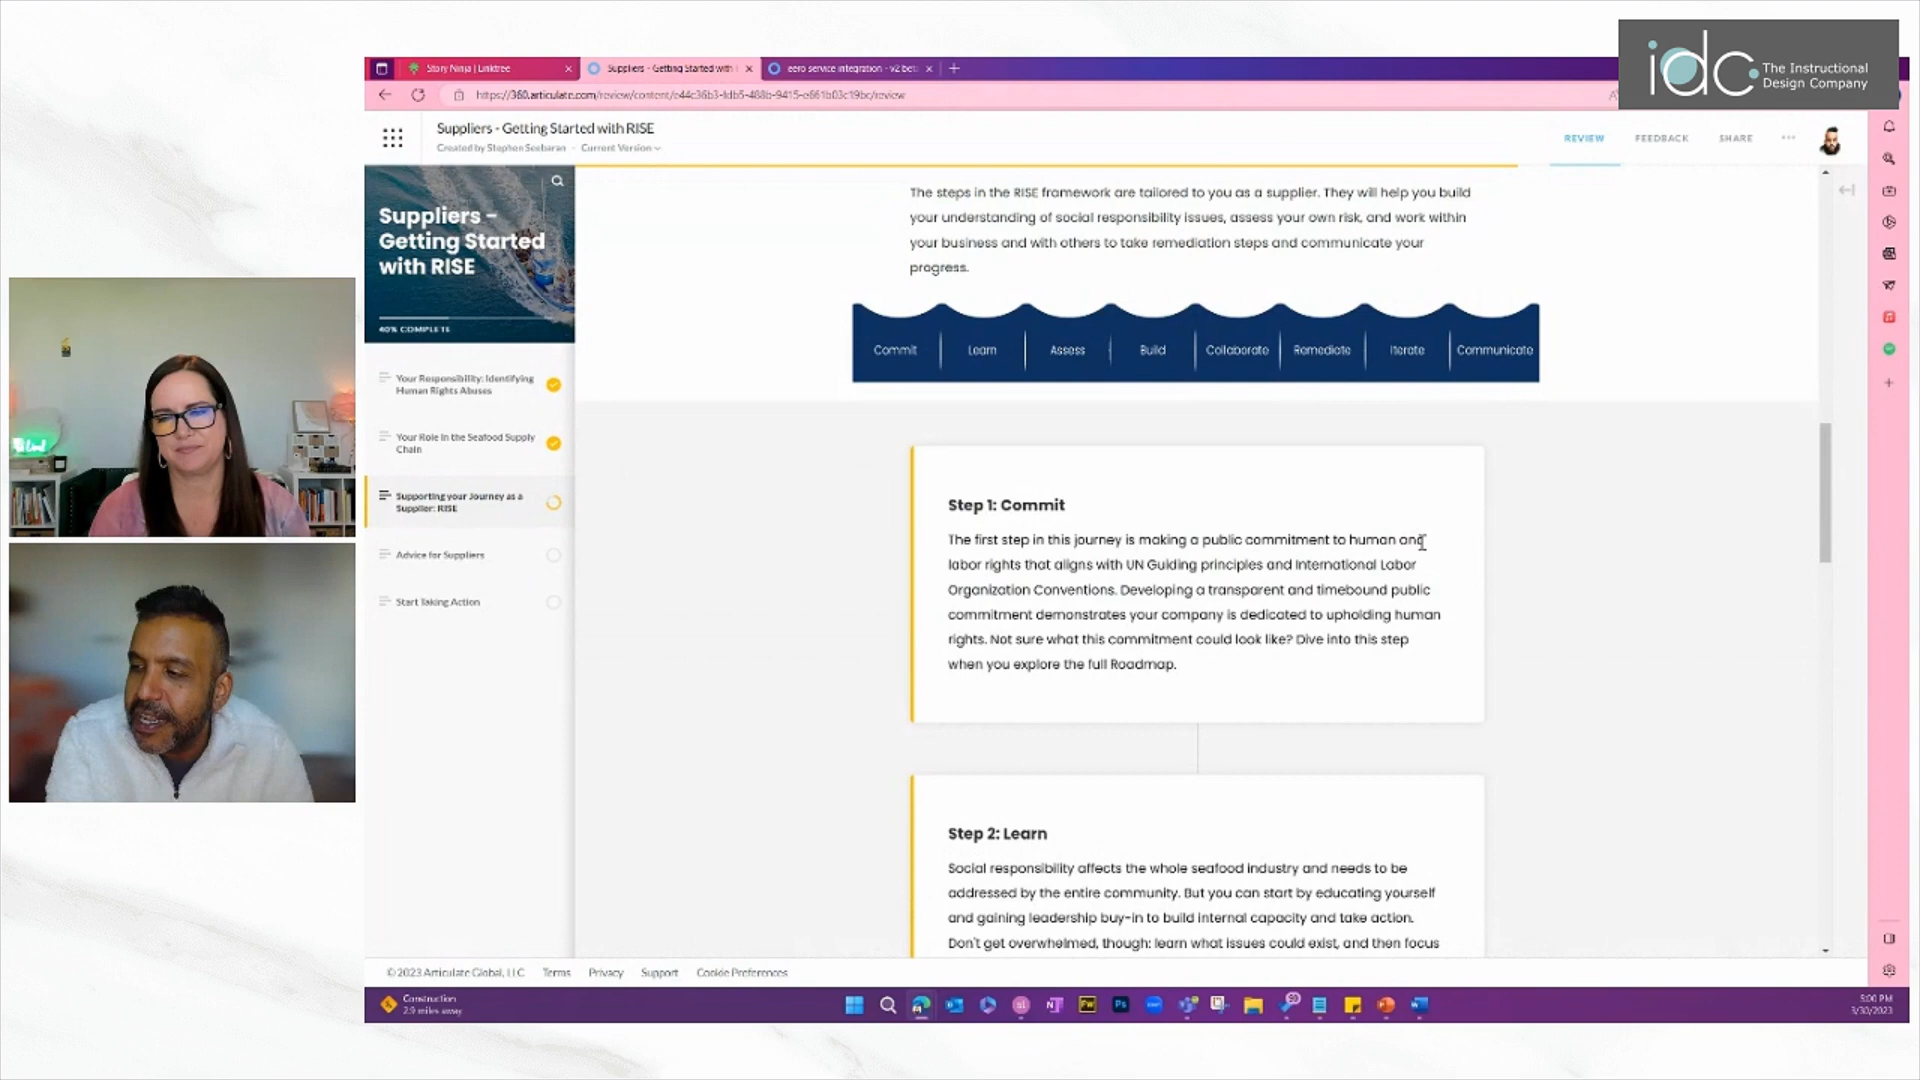 idc The Instructional
Design Company
Story Ninja | Linktree
Suppliers - Getting Started with
eero service integration - v2 bet
Suppliers - Getting Started with RISE
Created by Stephen Seebaran - Current Version
REVIEW
FEEDBACK
SHARE
Suppliers -
Getting Started
with RISE
40% COMPLETE
Your Responsibility: Identifying
Human Rights Abuses
Your Role in the Seafood Supply
Chain
Supporting your Journey as a
Supplier: RISE
Advice for Suppliers
Start Taking Action
The steps in the RISE framework are tailored to you as a supplier. They will help you build
your understanding of social responsibility issues, assess your own risk, and work within
your business and with others to take remediation steps and communicate your
progress.
Commit
Learn
Assess
Build
Collaborate
Remediate
Iterate
Communicate
Step 1: Commit
The first step in this journey is making a public commitment to human and
labor rights that aligns with UN Guiding principles and International Labor
Organization Conventions. Developing a transparent and timebound public
commitment demonstrates your company is dedicated to upholding human
rights. Not sure what this commitment could look like? Dive into this step
when you explore the full Roadmap.
Step 2: Learn
Social responsibility affects the whole seafood industry and needs to be
addressed by the entire community. But you can start by educating yourself
and gaining leadership buy-in to build internal capacity and take action.
Don't get overwhelmed, though: learn what issues could exist, and then focus
© 2023 Articulate Global, LLC
Terms
Privacy
Support
Cookie Preferences
Construction
2.9 miles away
5:00 PM
3/30/2023